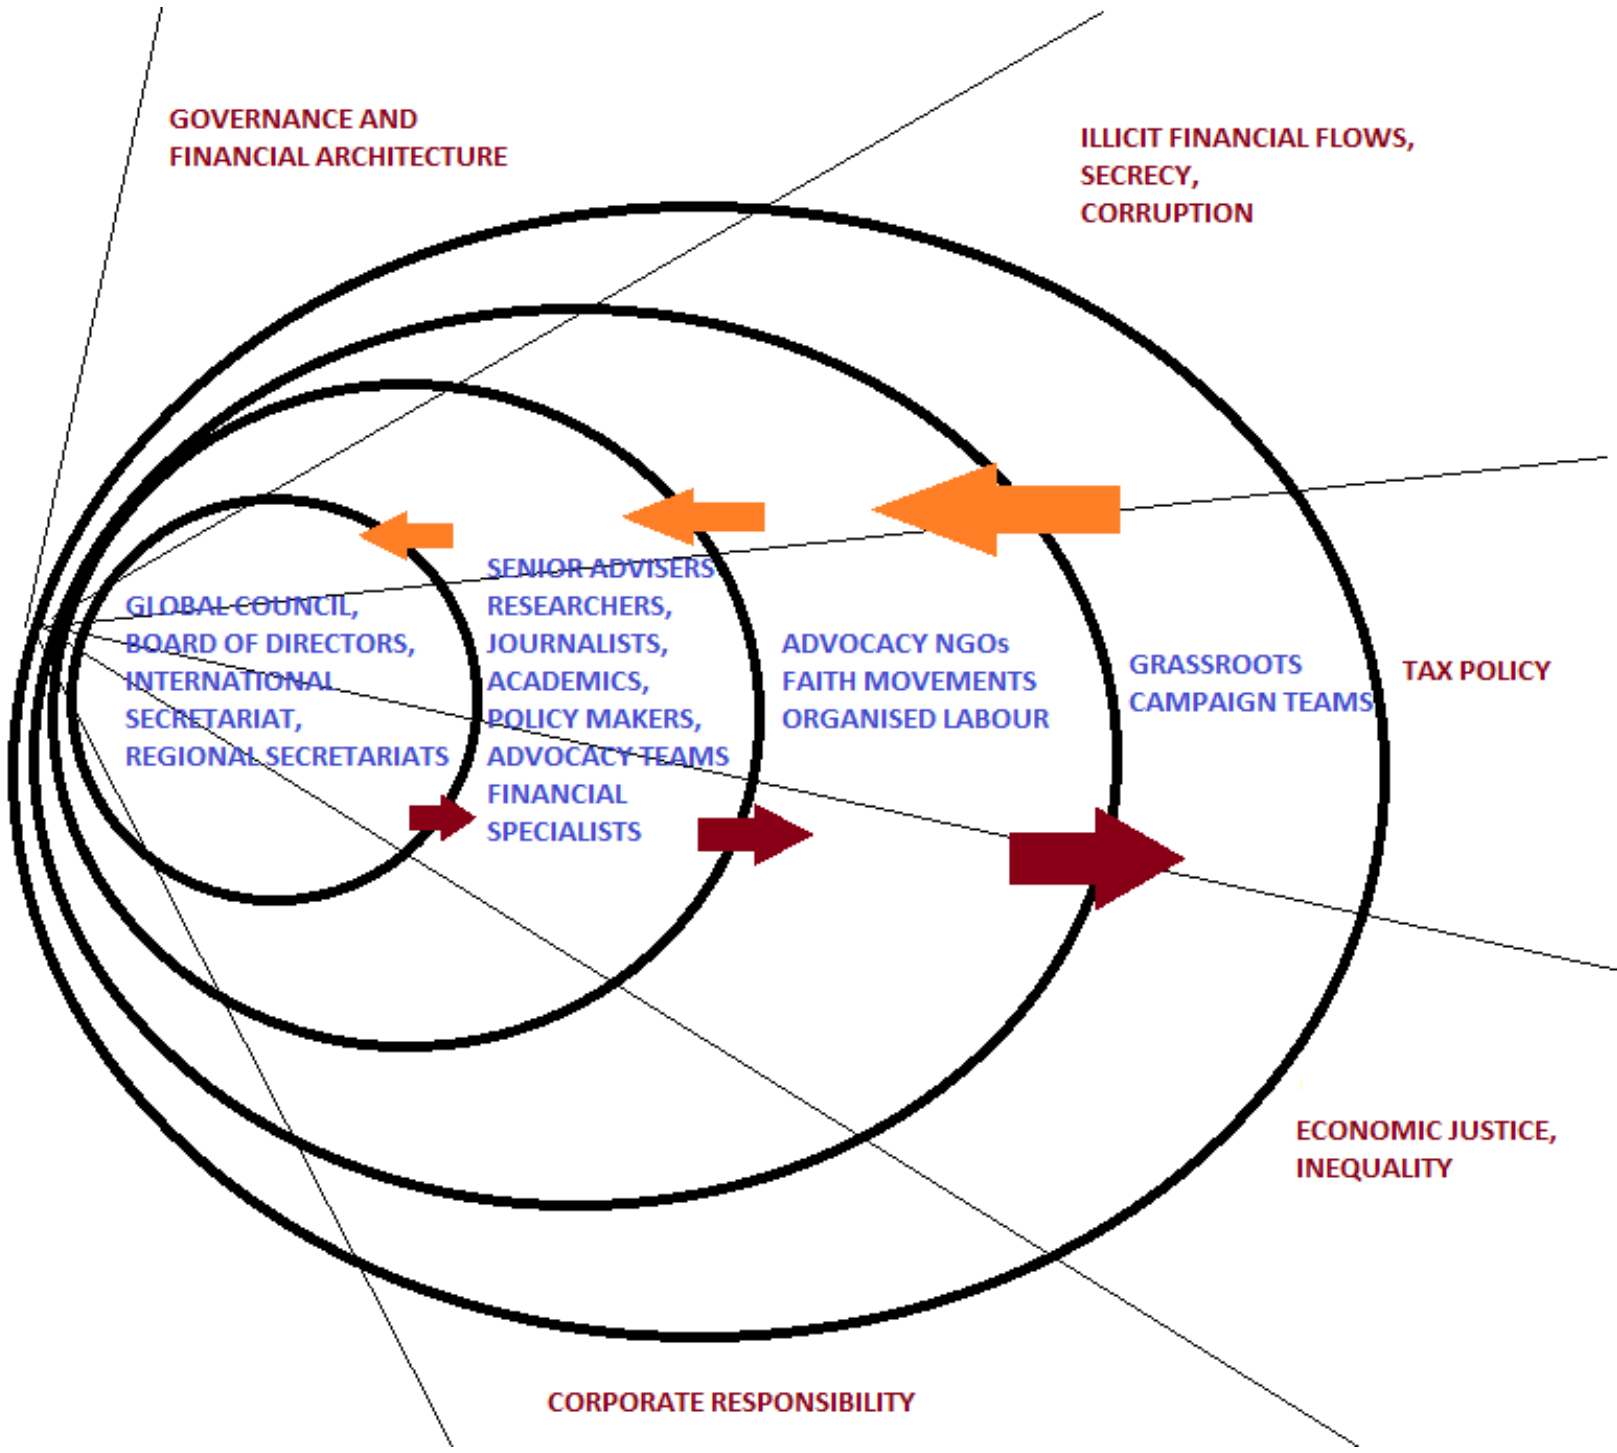 GOVERNANCE AND
FINANCIAL ARCHITECTURE
ILLICIT FINANCIAL FLOWS,
SECRECY,
CORRUPTION
GLOBAL COUNCIL,
BOARD OF DIRECTORS,
INTERNATIONAL
SECRETARIAT,
REGIONAL SECRETARIATS
SENIOR ADVISERS
RESEARCHERS,
JOURNALISTS,
ACADEMICS,
POLICY MAKERS,
ADVOCACY TEAMS
FINANCIAL
SPECIALISTS
ADVOCACY NGOs
FAITH MOVEMENTS
ORGANISED LABOUR
GRASSROOTS
CAMPAIGN TEAMS
TAX POLICY
ECONOMIC JUSTICE,
INEQUALITY
CORPORATE RESPONSIBILITY